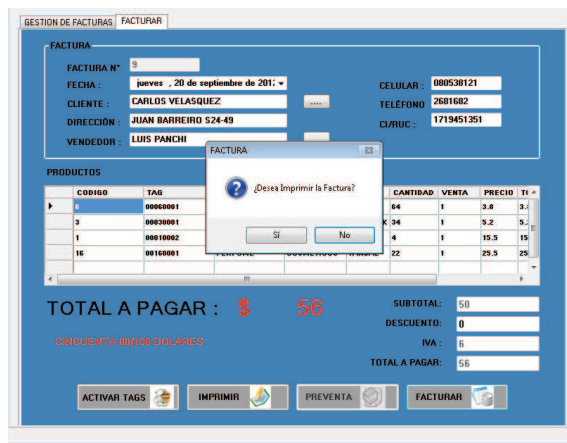 GESTION DE FACTURAS FACTURAR
FACTURA
FACTURA N° 9
FECHA : jueves , 20 de septiembre de 2012
CELULAR : 080538121
CLIENTE : CARLOS VELASQUEZ ....
TELÉFONO 2681682
DIRECCIÓN : JUAN BARREIRO S24-49
CI/RUC : 1719451351
VENDEDOR : LUIS PANCHI
FACTURA
¿Desea Imprimir la Factura?
Sí No
PRODUCTOS
CODIGO TAG CANTIDAD VENTA PRECIO
6 00060001 64 1 3.8
3 00030001 34 1 5.2
1 00010002 4 1 15.5 15
16 00160001 22 1 25.5 25
TOTAL A PAGAR : $ 56
CINCUENTA 00/100 DOLARES
SUBTOTAL: 50
DESCUENTO: 0
IVA : 6
TOTAL A PAGAR: 56
ACTIVAR TAGS IMPRIMIR PREVENTA FACTURAR